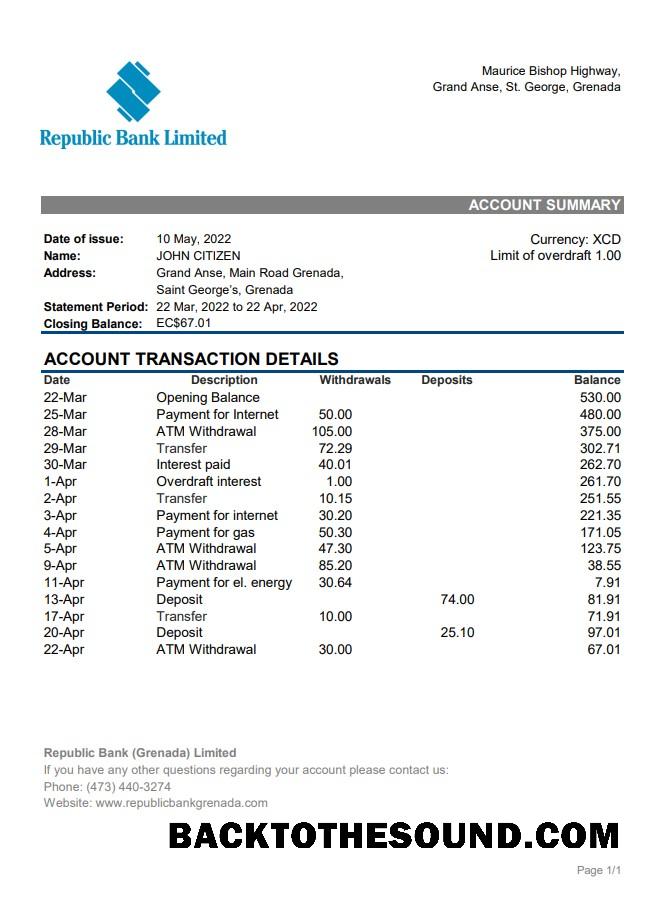 Maurice Bishop Highway,
Grand Anse, St. George, Grenada
Republic Bank Limited
ACCOUNT SUMMARY
Date of issue: 10 May, 2022 Currency: XCD
Name: JOHN CITIZEN Limit of overdraft 1.00
Address: Grand Anse, Main Road Grenada,
Saint George's, Grenada
Statement Period: 22 Mar, 2022 to 22 Apr, 2022
Closing Balance: EC$67.01
ACCOUNT TRANSACTION DETAILS
Date Description Withdrawals Deposits Balance
22-Mar Opening Balance 530.00
25-Mar Payment for Internet 50.00 480.00
28-Mar ATM Withdrawal 105.00 375.00
29-Mar Transfer 72.29 302.71
30-Mar Interest paid 40.01 262.70
1-Apr Overdraft interest 1.00 261.70
2-Apr Transfer 10.15 251.55
3-Apr Payment for internet 30.20 221.35
4-Apr Payment for gas 50.30 171.05
5-Apr ATM Withdrawal 47.30 123.75
9-Apr ATM Withdrawal 85.20 38.55
11-Apr Payment for el. energy 30.64 7.91
13-Apr Deposit 74.00 81.91
17-Apr Transfer 10.00 71.91
20-Apr Deposit 25.10 97.01
22-Apr ATM Withdrawal 30.00 67.01
Republic Bank (Grenada) Limited
If you have any other questions regarding your account please contact us:
Phone: (473) 440-3274
Website: www.republicbankgrenada.com
BACKTOTHESOUND.COM
Page 1/1